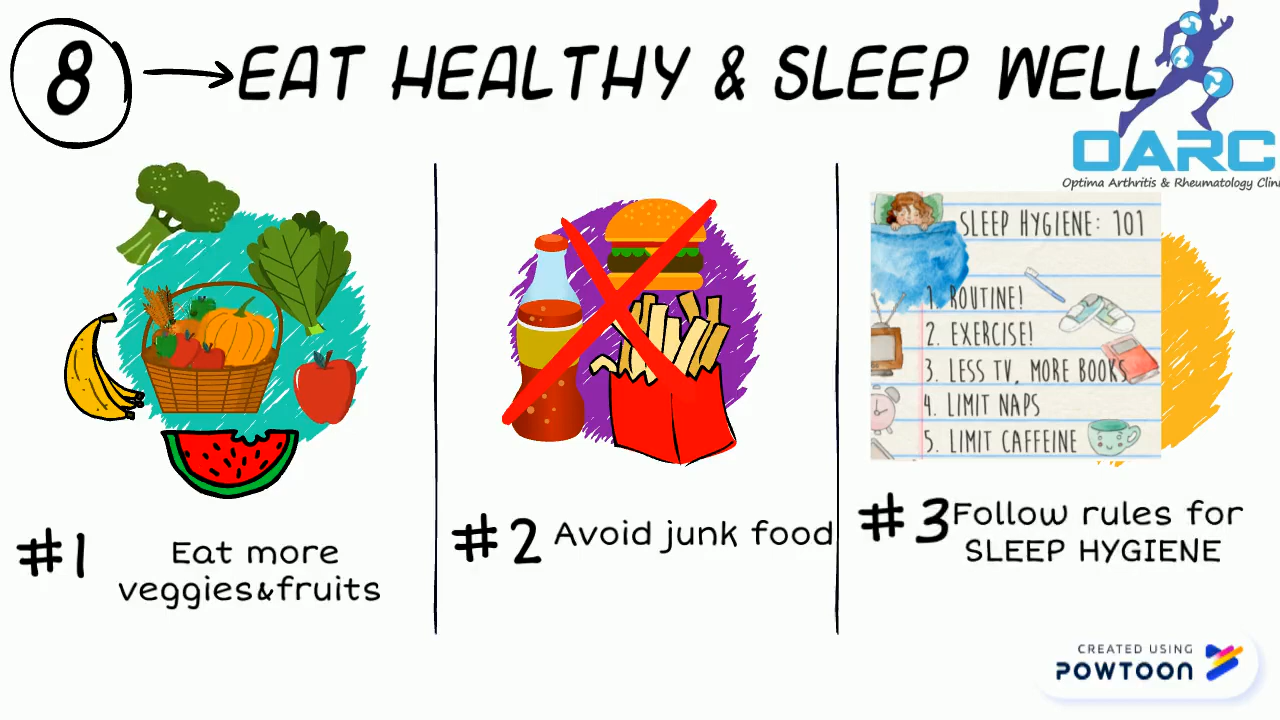 8
EAT HEALTHY & SLEEP WELL
OARC
Optima Arthritis & Rheumatology Clini
SLEEP HYGIENE: 101
1. ROUTINE!
2. EXERCISE!
3. LESS TV, MORE BOOKS
4. LIMIT NAPS
5. LIMIT CAFFEINE
#1
Eat more
veggies&fruits
#2 Avoid junk food
#3 Follow rules for
SLEEP HYGIENE
CREATED USING
POWTOON